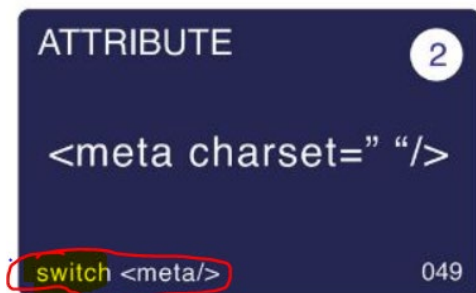 ATTRIBUTE
2
<meta charset=” “/>
switch <meta/>
049